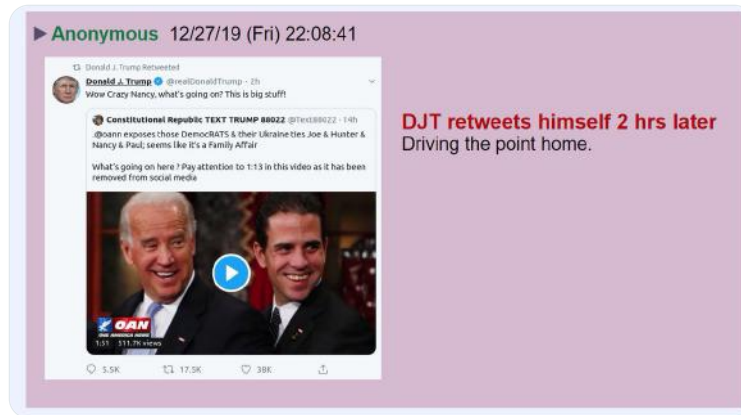 ▶ Anonymous 12/27/19 (Fri) 22:08:41
Donald J. Trump Retweeted
Donald J. Trump @realDonaldTrump · 2h
Wow Crazy Nancy, what's going on? This is big stuff!
Constitutional Republic TEXT TRUMP 88022 @Text88022 · 14h
.@oann exposes those DemocRATS & their Ukraine ties Joe & Hunter &
Nancy & Paul; seems like it's a Family Affair
What's going on here ? Pay attention to 1:13 in this video as it has been
removed from social media
OAN
ONE AMERICA NEWS
1:51 511.7K views
5.5K 17.5K 38K
DJT retweets himself 2 hrs later
Driving the point home.